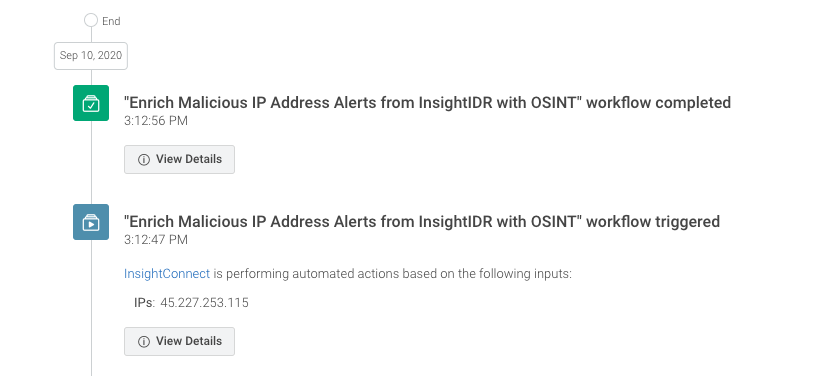 End
Sep 10, 2020
"Enrich Malicious IP Address Alerts from InsightIDR with OSINT" workflow completed
3:12:56 PM
View Details
"Enrich Malicious IP Address Alerts from InsightIDR with OSINT" workflow triggered
3:12:47 PM
InsightConnect is performing automated actions based on the following inputs:
IPs: 45.227.253.115
View Details